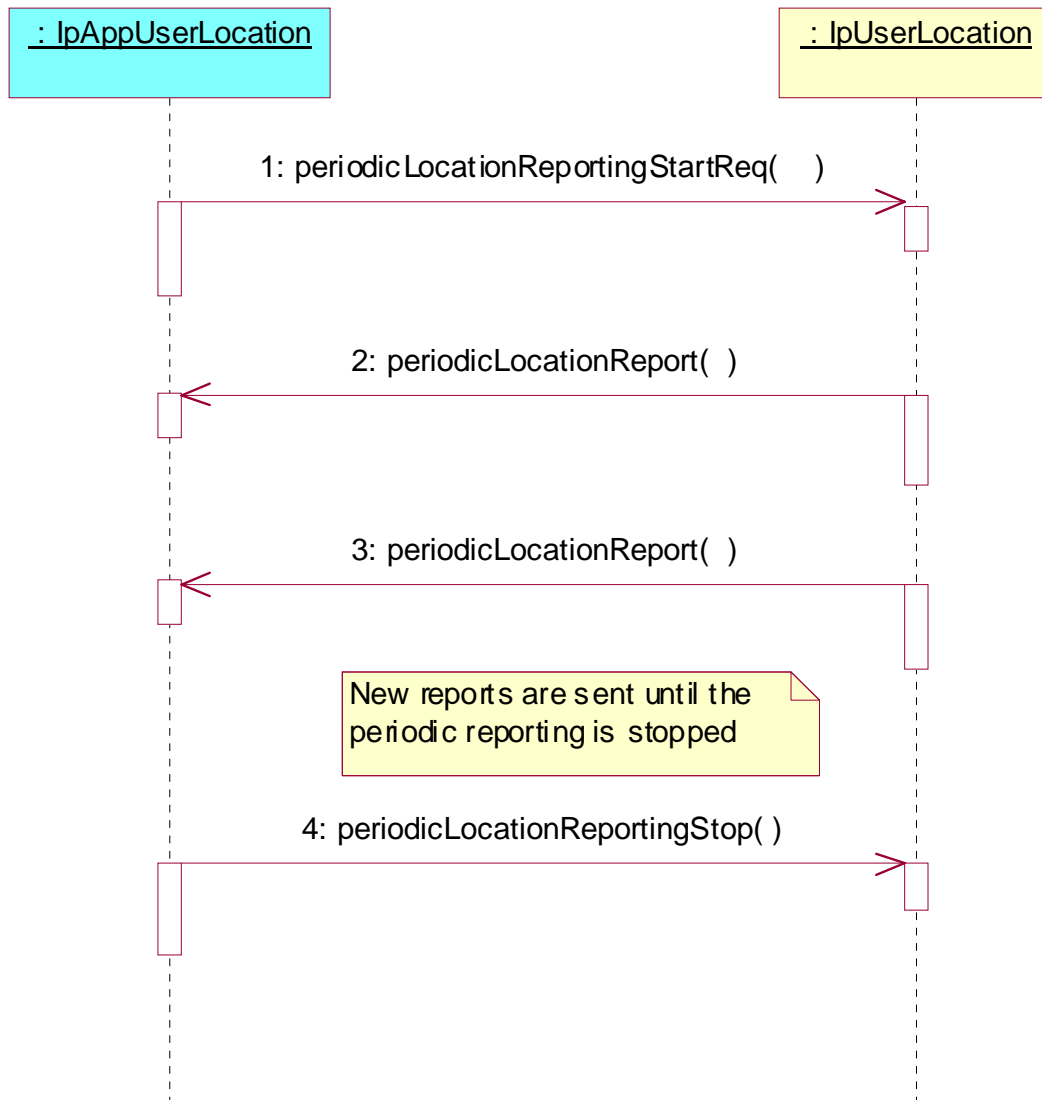 : IpAppUserLocation
: IpUserLocation
1: periodicLocationReportingStartReq( )
2: periodicLocationReport( )
3: periodicLocationReport( )
New reports are sent until the
periodic reporting is stopped
4: periodicLocationReportingStop( )